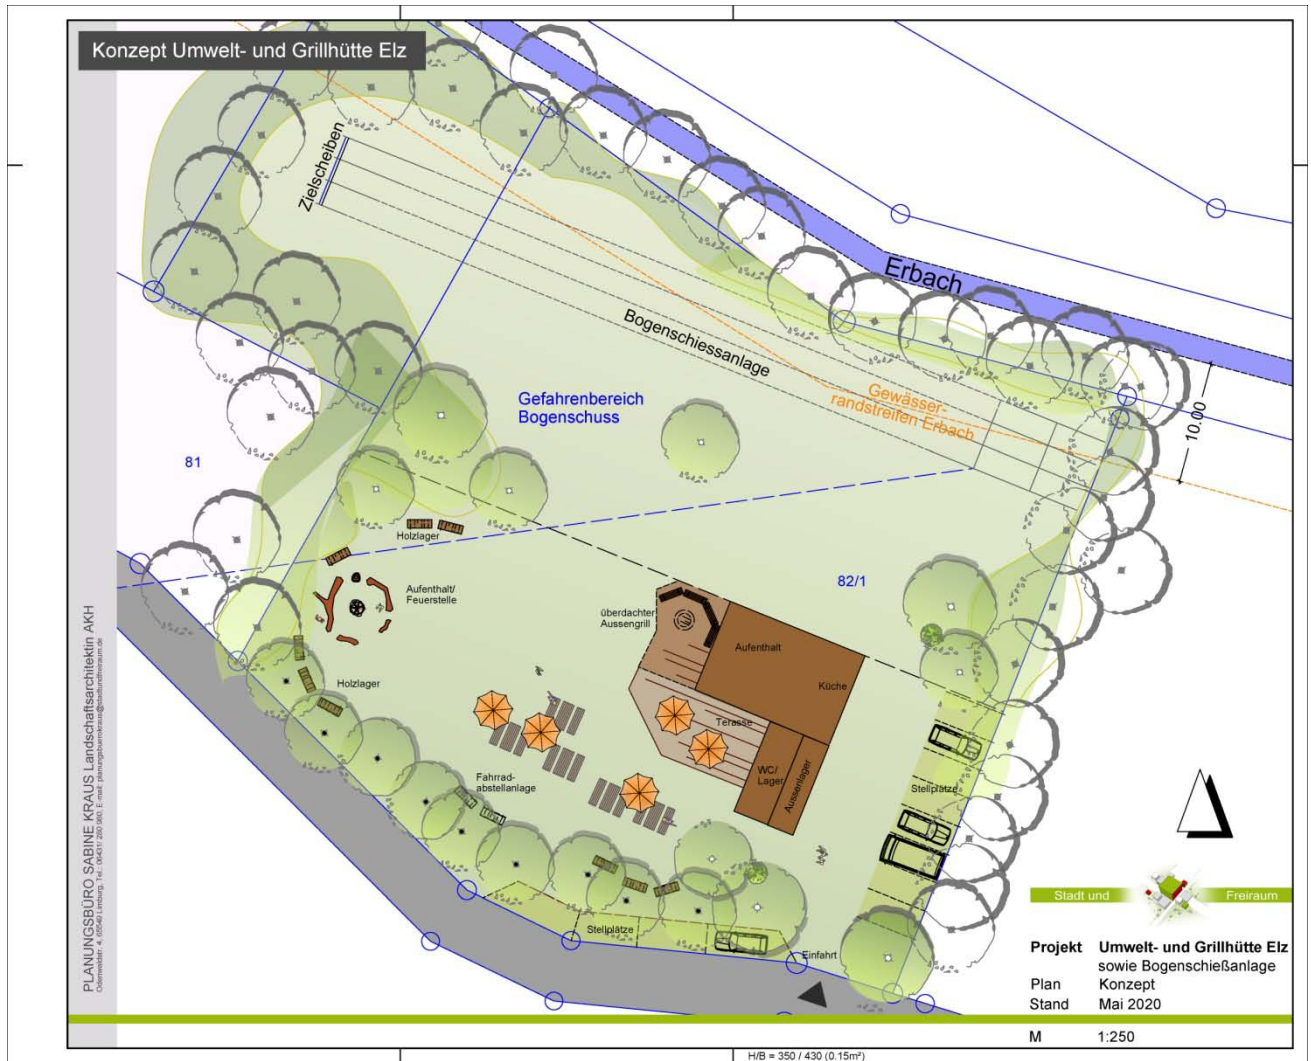 Konzept Umwelt- und Grillhütte Elz
Zielscheiben
Erbach
Bogenschiessanlage
Gewässer-
randstreifen Erbach
10.00
Gefahrenbereich
Bogenschuss
81
82/1
Holzlager
Aufenthalt/
Feuerstelle
überdachter
Aussengrill
Aufenthalt
Küche
Holzlager
Terasse
WC/
Lager
Aussenlager
Fahrrad-
abstellanlage
Stellplätze
Stellplätze
Einfahrt
PLANUNGSBÜRO SABINE KRAUS Landschaftsarchitektin AKH
Stadt und Freiraum
Projekt Umwelt- und Grillhütte Elz
sowie Bogenschießanlage
Plan Konzept
Stand Mai 2020
M 1:250
H/B = 350 / 430 (0.15m²)